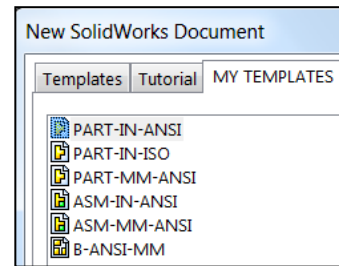 New SolidWorks Document
Templates Tutorial MY TEMPLATES
PART-IN-ANSI
PART-IN-ISO
PART-MM-ANSI
ASM-IN-ANSI
ASM-MM-ANSI
B-ANSI-MM